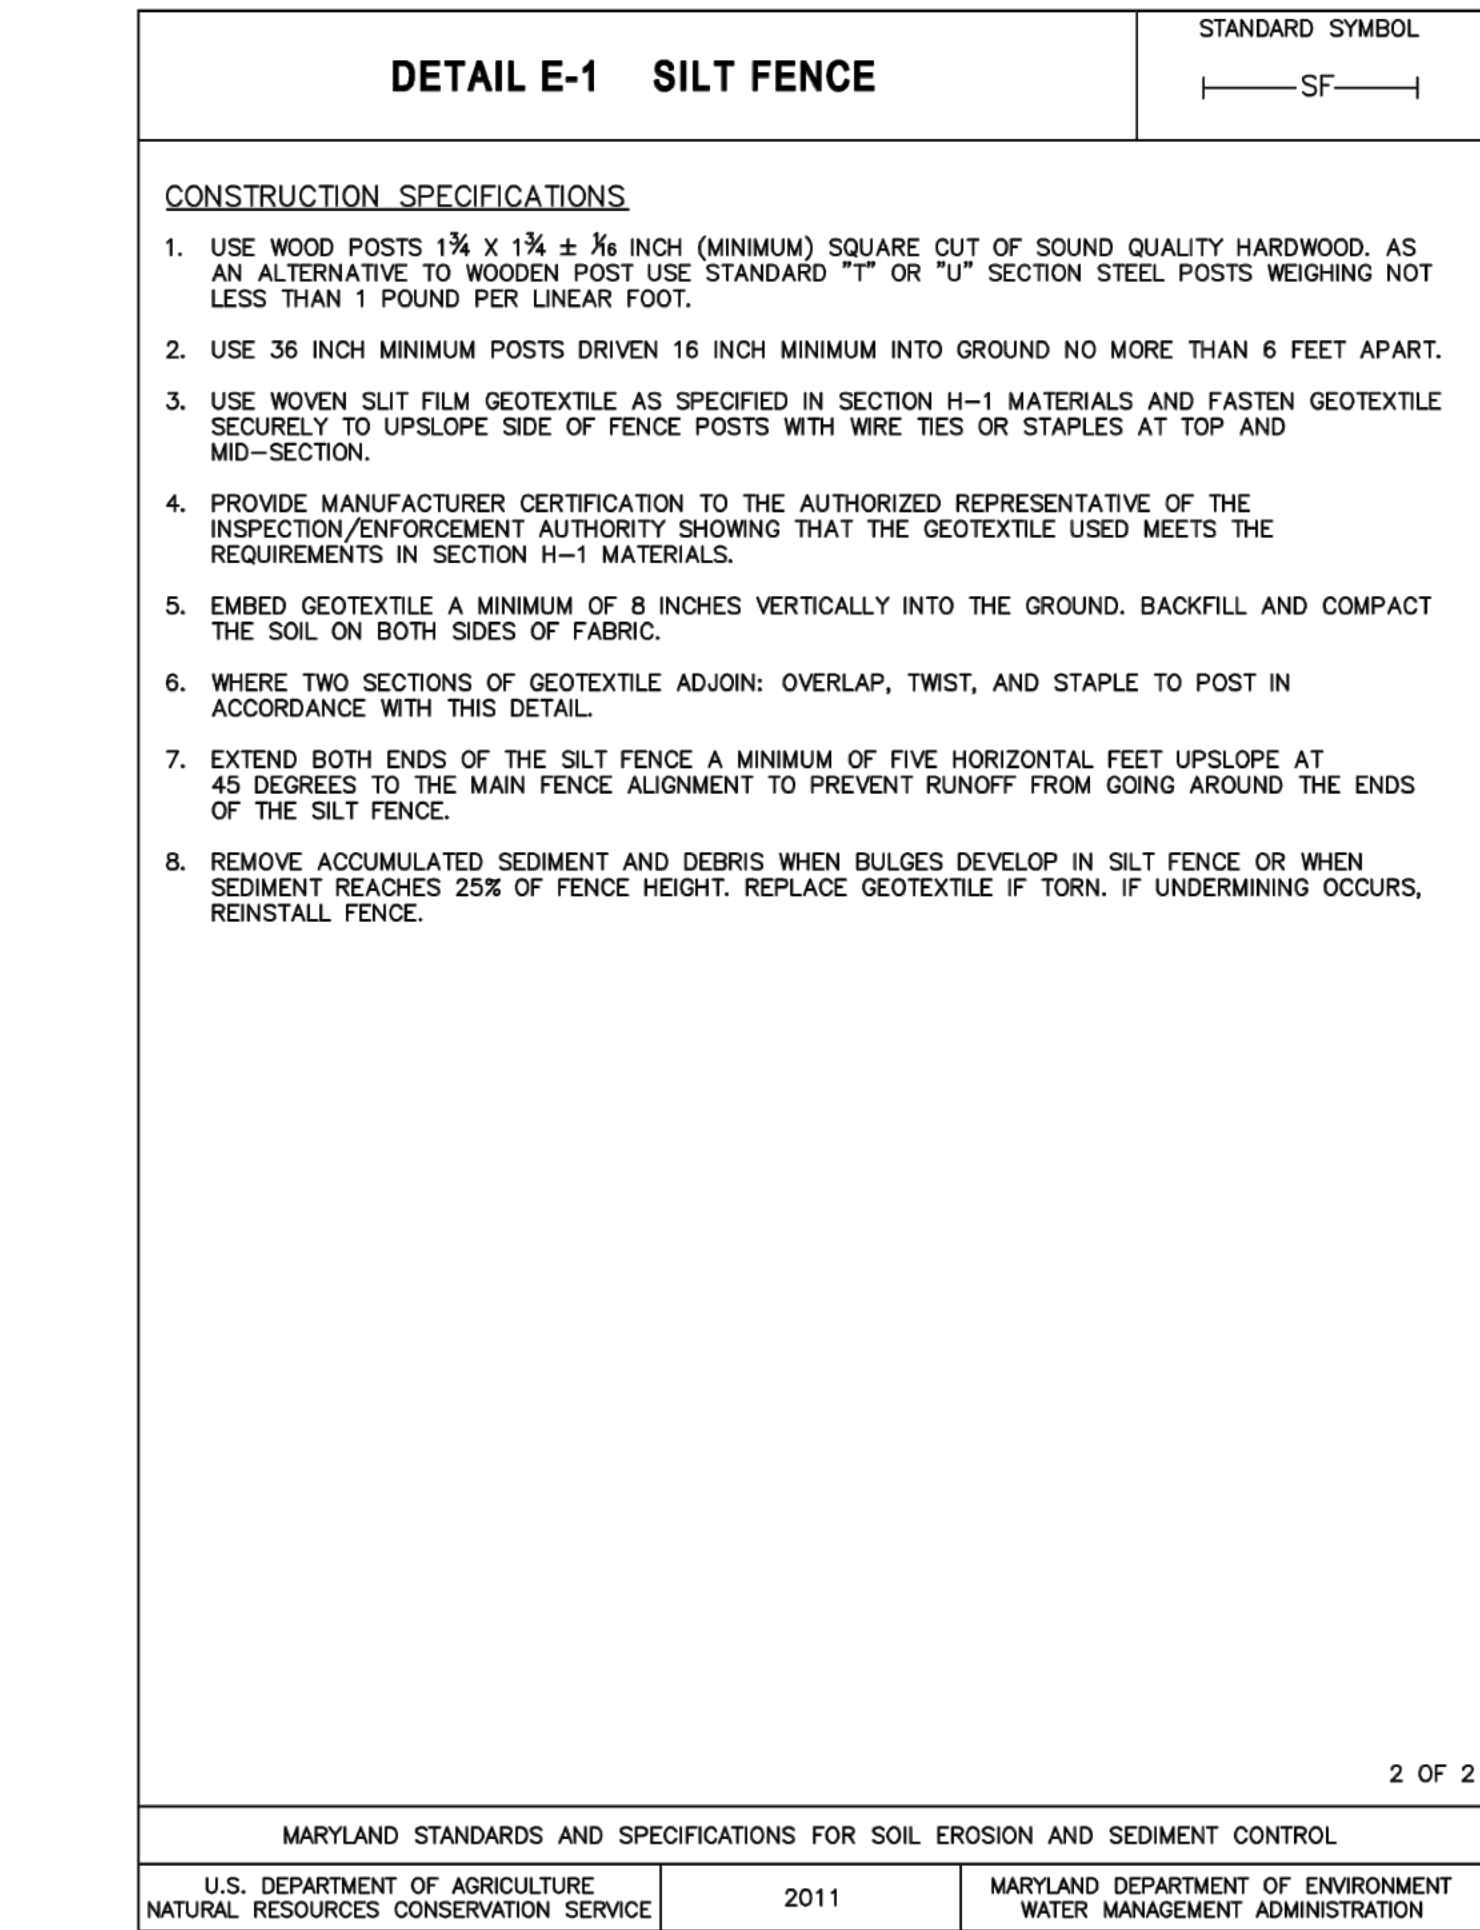 DETAIL E-1 SILT FENCE
STANDARD SYMBOL
SF
CONSTRUCTION SPECIFICATIONS
1. USE WOOD POSTS 1¾ X 1¾ ± 1⁄16 INCH (MINIMUM) SQUARE CUT OF SOUND QUALITY HARDWOOD. AS
AN ALTERNATIVE TO WOODEN POST USE STANDARD "T" OR "U" SECTION STEEL POSTS WEIGHING NOT
LESS THAN 1 POUND PER LINEAR FOOT.
2. USE 36 INCH MINIMUM POSTS DRIVEN 16 INCH MINIMUM INTO GROUND NO MORE THAN 6 FEET APART.
3. USE WOVEN SLIT FILM GEOTEXTILE AS SPECIFIED IN SECTION H-1 MATERIALS AND FASTEN GEOTEXTILE
SECURELY TO UPSLOPE SIDE OF FENCE POSTS WITH WIRE TIES OR STAPLES AT TOP AND
MID-SECTION.
4. PROVIDE MANUFACTURER CERTIFICATION TO THE AUTHORIZED REPRESENTATIVE OF THE
INSPECTION/ENFORCEMENT AUTHORITY SHOWING THAT THE GEOTEXTILE USED MEETS THE
REQUIREMENTS IN SECTION H-1 MATERIALS.
5. EMBED GEOTEXTILE A MINIMUM OF 8 INCHES VERTICALLY INTO THE GROUND. BACKFILL AND COMPACT
THE SOIL ON BOTH SIDES OF FABRIC.
6. WHERE TWO SECTIONS OF GEOTEXTILE ADJOIN: OVERLAP, TWIST, AND STAPLE TO POST IN
ACCORDANCE WITH THIS DETAIL.
7. EXTEND BOTH ENDS OF THE SILT FENCE A MINIMUM OF FIVE HORIZONTAL FEET UPSLOPE AT
45 DEGREES TO THE MAIN FENCE ALIGNMENT TO PREVENT RUNOFF FROM GOING AROUND THE ENDS
OF THE SILT FENCE.
8. REMOVE ACCUMULATED SEDIMENT AND DEBRIS WHEN BULGES DEVELOP IN SILT FENCE OR WHEN
SEDIMENT REACHES 25% OF FENCE HEIGHT. REPLACE GEOTEXTILE IF TORN. IF UNDERMINING OCCURS,
REINSTALL FENCE.
2 OF 2
MARYLAND STANDARDS AND SPECIFICATIONS FOR SOIL EROSION AND SEDIMENT CONTROL
U.S. DEPARTMENT OF AGRICULTURE
NATURAL RESOURCES CONSERVATION SERVICE
2011
MARYLAND DEPARTMENT OF ENVIRONMENT
WATER MANAGEMENT ADMINISTRATION